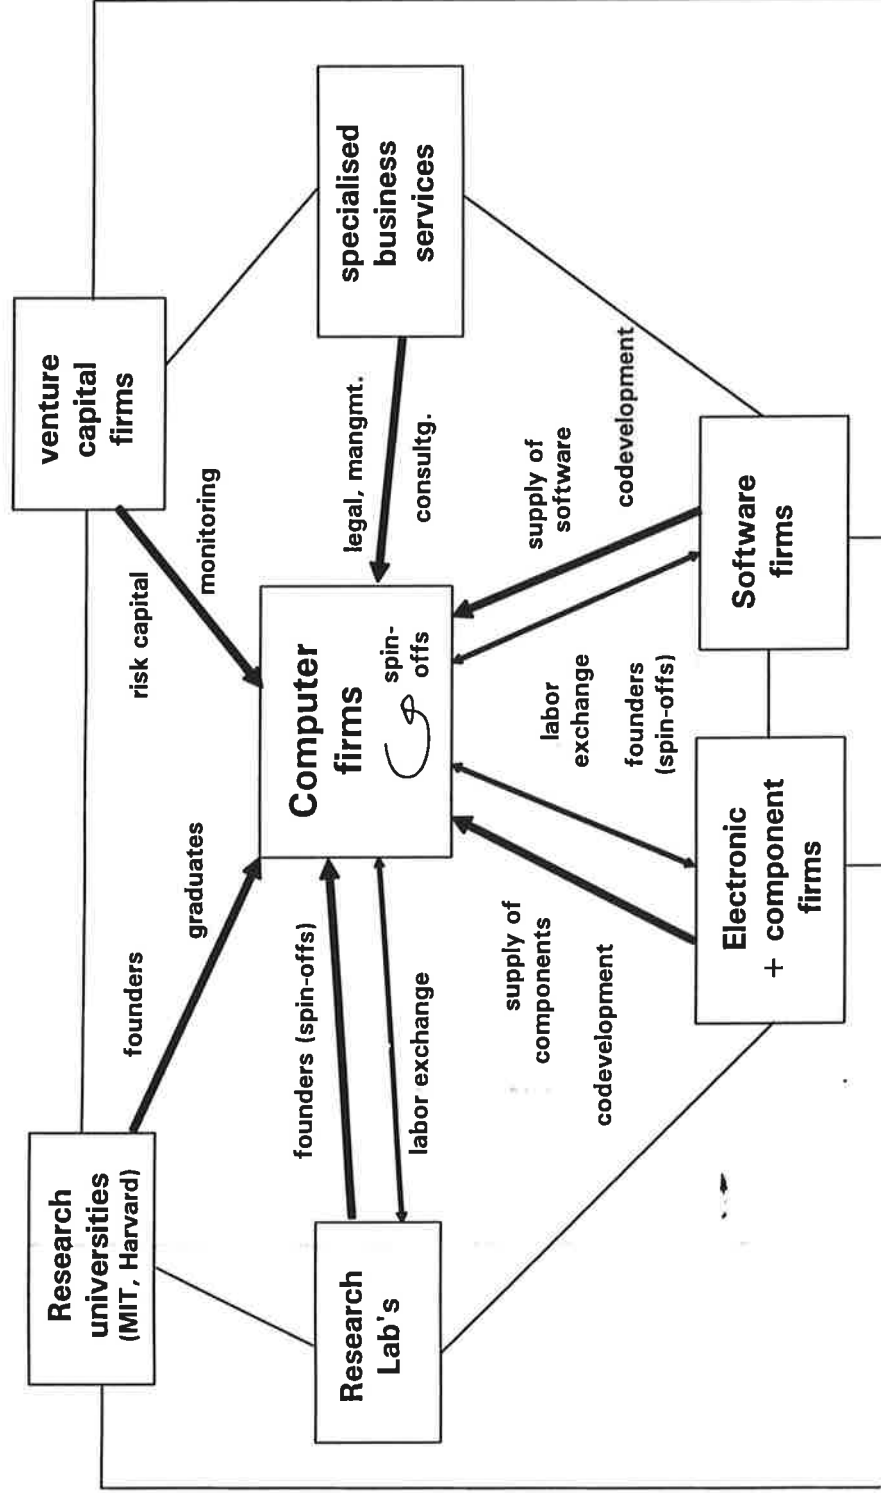 Research
universities
(MIT, Harvard)
venture
capital
firms
founders
graduates
risk capital
monitoring
Research
Lab's
founders (spin-offs)
labor exchange
Computer
firms
spin-
offs
legal, mangmt.
consultg.
specialised
business
services
supply of
components
codevelopment
labor
exchange
founders
(spin-offs)
supply of
software
codevelopment
Electronic
+ component
firms
Software
firms